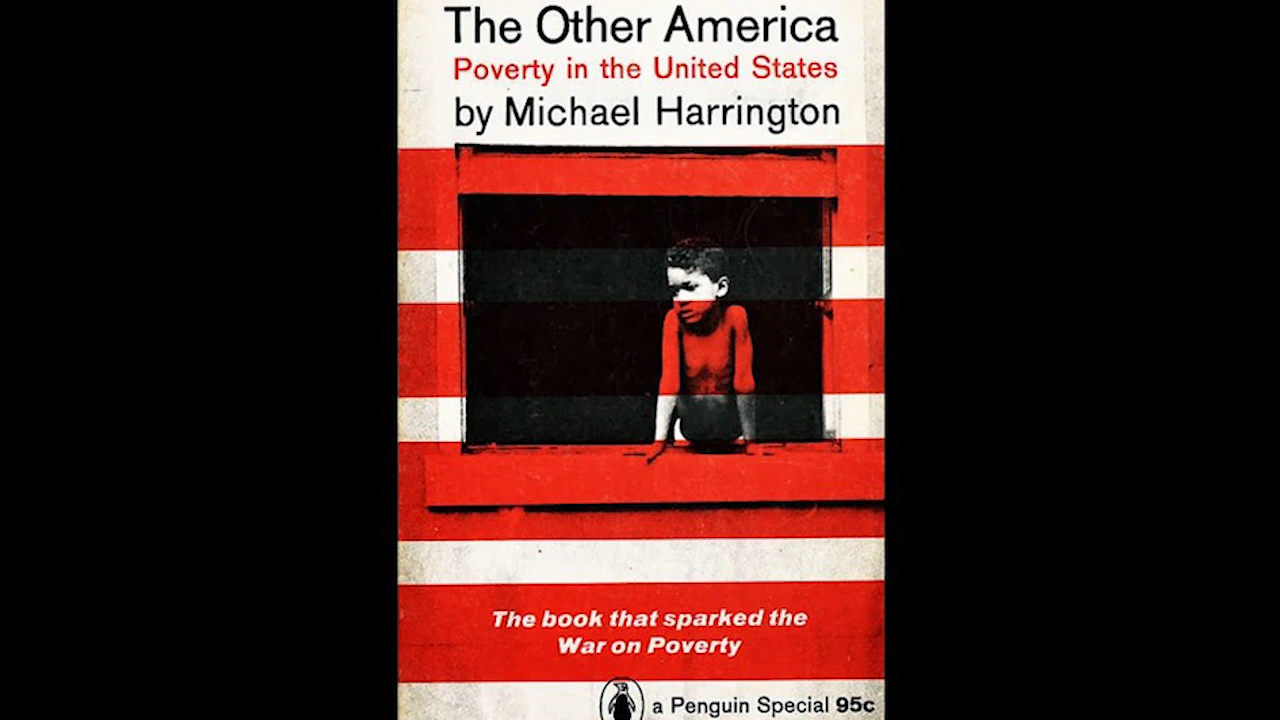 The Other America
Poverty in the United States
by Michael Harrington
The book that sparked the
War on Poverty
a Penguin Special 95c